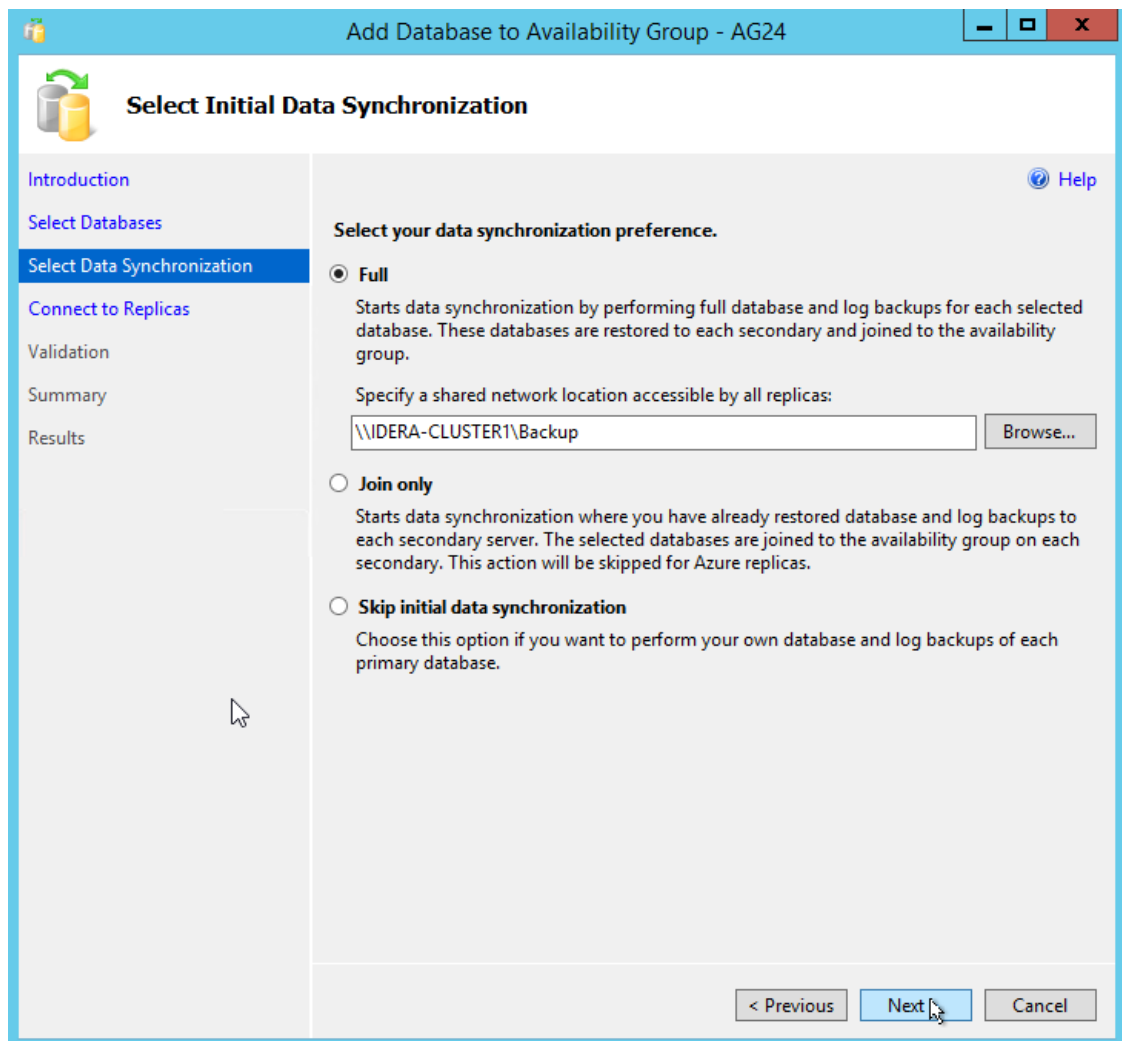 Add Database to Availability Group - AG24
Select Initial Data Synchronization
Introduction
Select Databases
Select Data Synchronization
Connect to Replicas
Validation
Summary
Results
Help
Select your data synchronization preference.
Full
Starts data synchronization by performing full database and log backups for each selected
database. These databases are restored to each secondary and joined to the availability
group.
Specify a shared network location accessible by all replicas:
\\IDERA-CLUSTER1\Backup
Browse...
Join only
Starts data synchronization where you have already restored database and log backups to
each secondary server. The selected databases are joined to the availability group on each
secondary. This action will be skipped for Azure replicas.
Skip initial data synchronization
Choose this option if you want to perform your own database and log backups of each
primary database.
< Previous
Next
Cancel